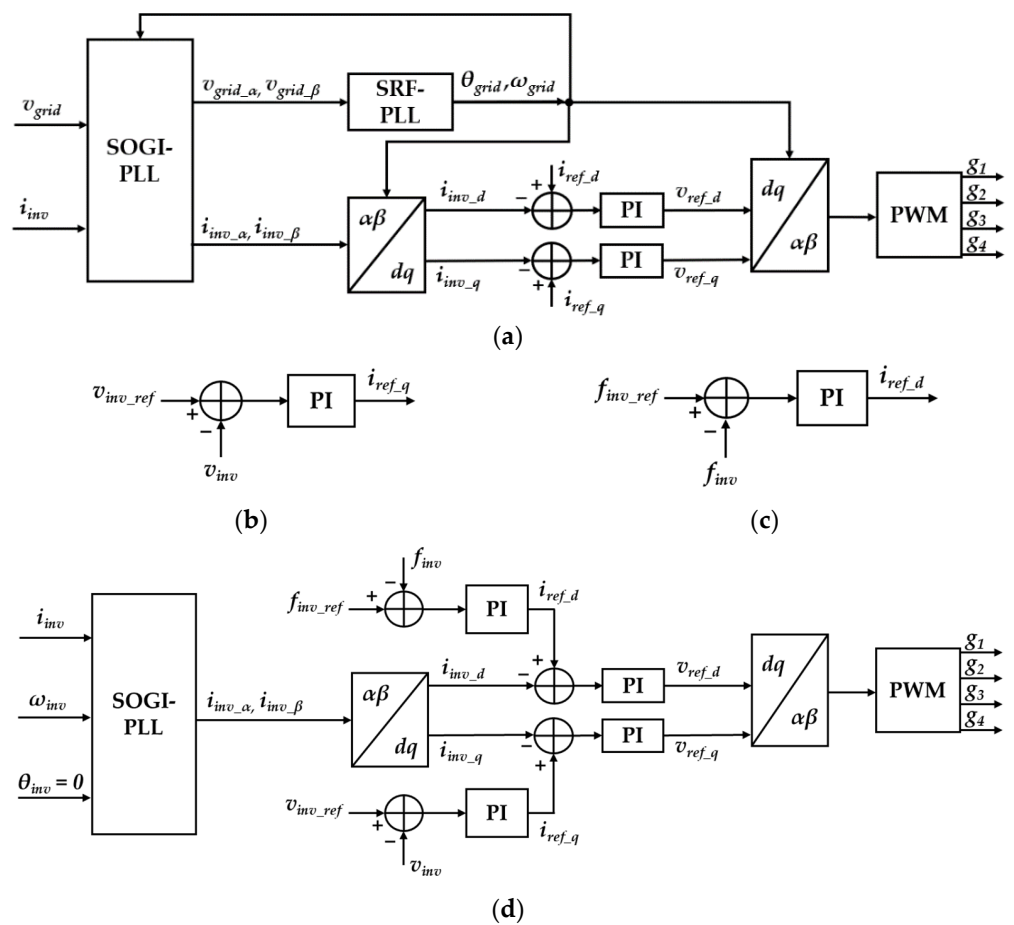 v_grid
i_inv
SOGI-
PLL
v_grid_α, v_grid_β
SRF-
PLL
θ_grid, ω_grid
i_inv_α, i_inv_β
αβ
dq
i_inv_d
i_inv_q
− + i_ref_d
− + i_ref_q
PI
PI
v_ref_d
v_ref_q
dq
αβ
PWM
g1
g2
g3
g4
(a)
v_inv_ref
+
−
v_inv
PI
i_ref_q
(b)
f_inv_ref
+
−
f_inv
PI
i_ref_d
(c)
i_inv
ω_inv
θ_inv = 0
SOGI-
PLL
i_inv_α, i_inv_β
f_inv
−
f_inv_ref
+
PI
i_ref_d
αβ
dq
i_inv_d
i_inv_q
+
−
−
+
v_inv_ref
+
−
v_inv
PI
i_ref_q
PI
PI
v_ref_d
v_ref_q
dq
αβ
PWM
g1
g2
g3
g4
(d)